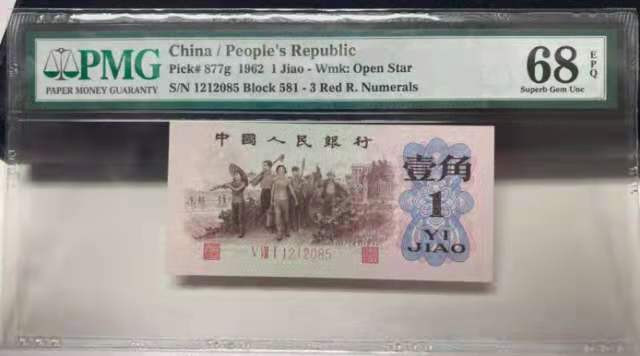 PMG
PAPER MONEY GUARANTY
China / People's Republic
Pick# 877g 1962 1 Jiao - Wmk: Open Star
S/N 1212085 Block 581 - 3 Red R. Numerals
68 EPQ
Superb Gem Unc
中國人民銀行
壹角
1
YI
JIAO
V Ⅷ I 1212085